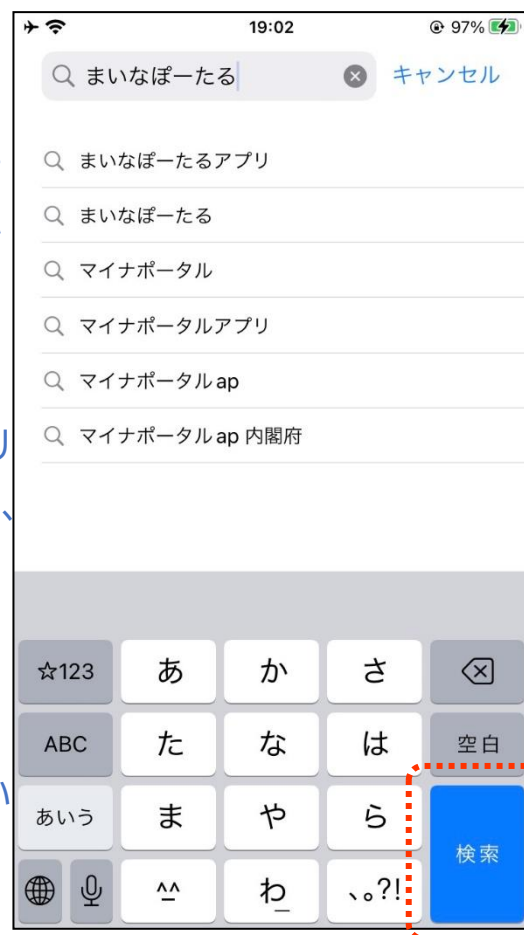 19:02 97%
まいなぽーたる キャンセル
まいなぽーたるアプリ
まいなぽーたる
マイナポータル
マイナポータルアプリ
マイナポータル ap
マイナポータル ap 内閣府
り
、
い
☆123 あ か さ
ABC た な は 空白
あいう ま や ら 検索
^^ わ 、。?!